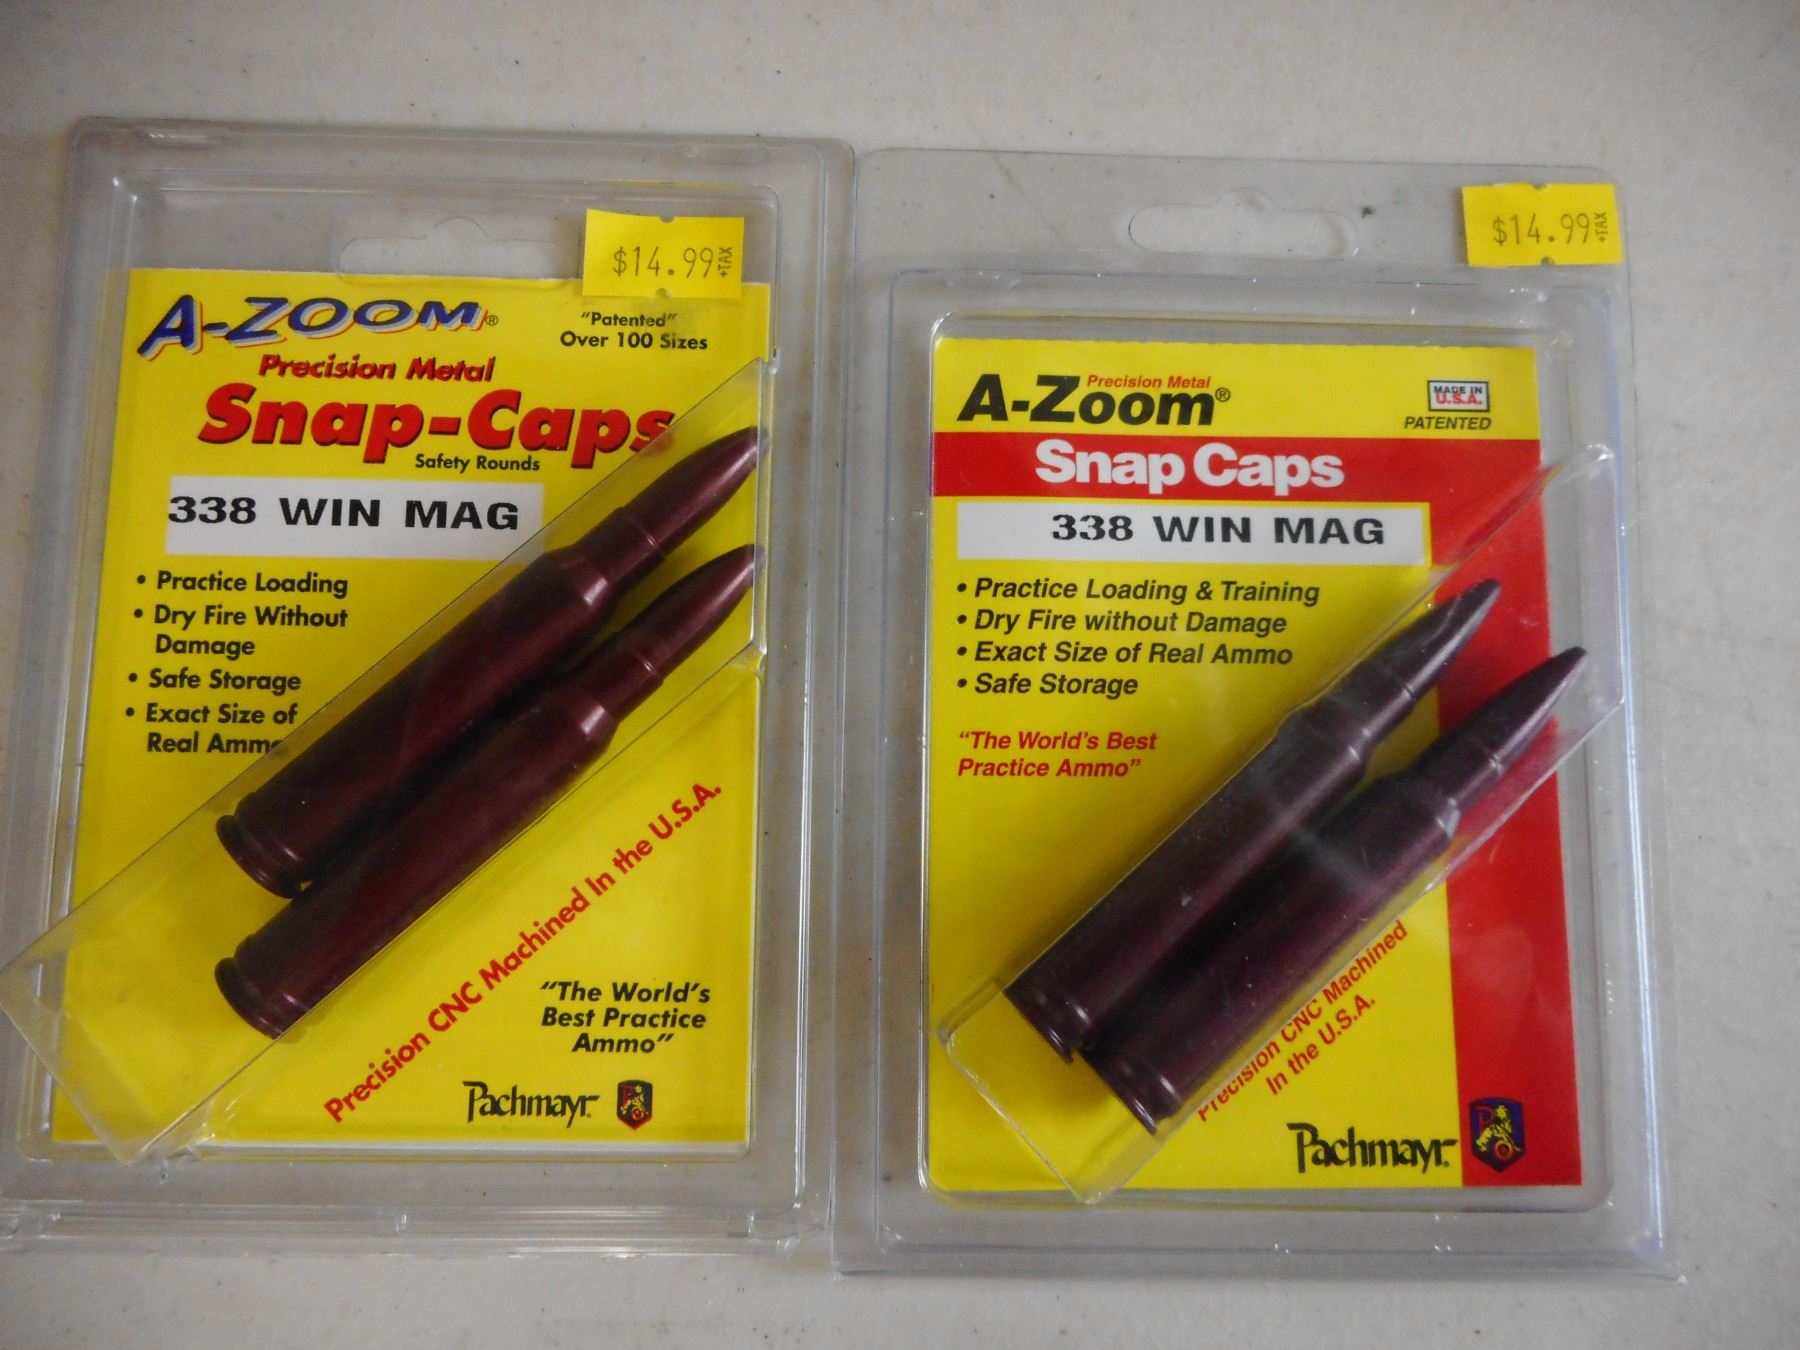 $14.99 +TAX
A-ZOOM®
"Patented"
Over 100 Sizes
Precision Metal
Snap-Caps
Safety Rounds
338 WIN MAG
• Practice Loading
• Dry Fire Without
Damage
• Safe Storage
• Exact Size of
Real Ammo
Precision CNC Machined In the U.S.A.
"The World's
Best Practice
Ammo"
Pachmayr®
$14.99 +TAX
Precision Metal
A-Zoom®
MADE IN
U.S.A.
PATENTED
Snap Caps
338 WIN MAG
• Practice Loading & Training
• Dry Fire without Damage
• Exact Size of Real Ammo
• Safe Storage
"The World's Best
Practice Ammo"
Precision CNC Machined
In the U.S.A.
Pachmayr®